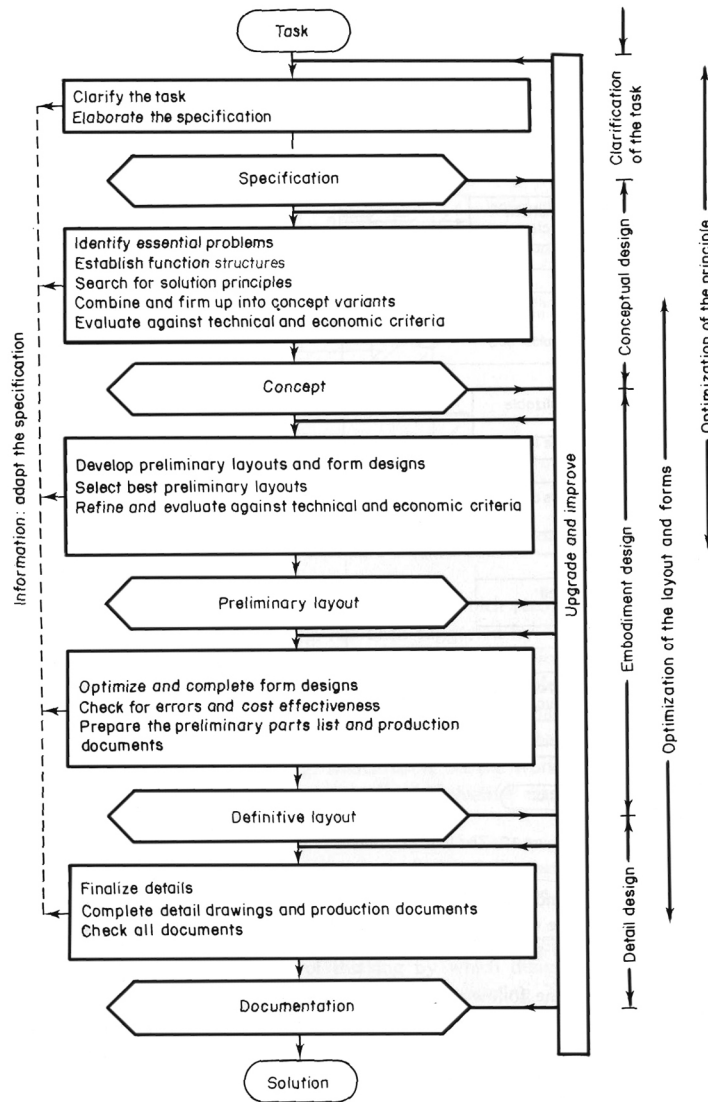 Task
Clarify the task
Elaborate the specification
Specification
Identify essential problems
Establish function structures
Search for solution principles
Combine and firm up into concept variants
Evaluate against technical and economic criteria
Concept
Develop preliminary layouts and form designs
Select best preliminary layouts
Refine and evaluate against technical and economic criteria
Preliminary layout
Optimize and complete form designs
Check for errors and cost effectiveness
Prepare the preliminary parts list and production
documents
Definitive layout
Finalize details
Complete detail drawings and production documents
Check all documents
Documentation
Solution
Information: adapt the specification
Upgrade and improve
Clarification
of the task
Conceptual design
Embodiment design
Detail design
Optimization of the layout and forms
Optimization of the principle